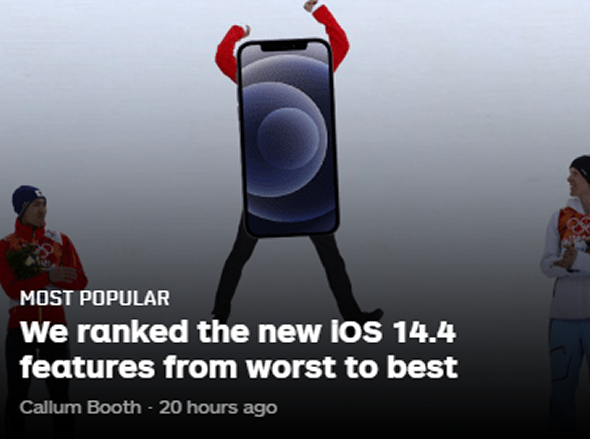 MOST POPULAR
We ranked the new iOS 14.4
features from worst to best
Callum Booth · 20 hours ago